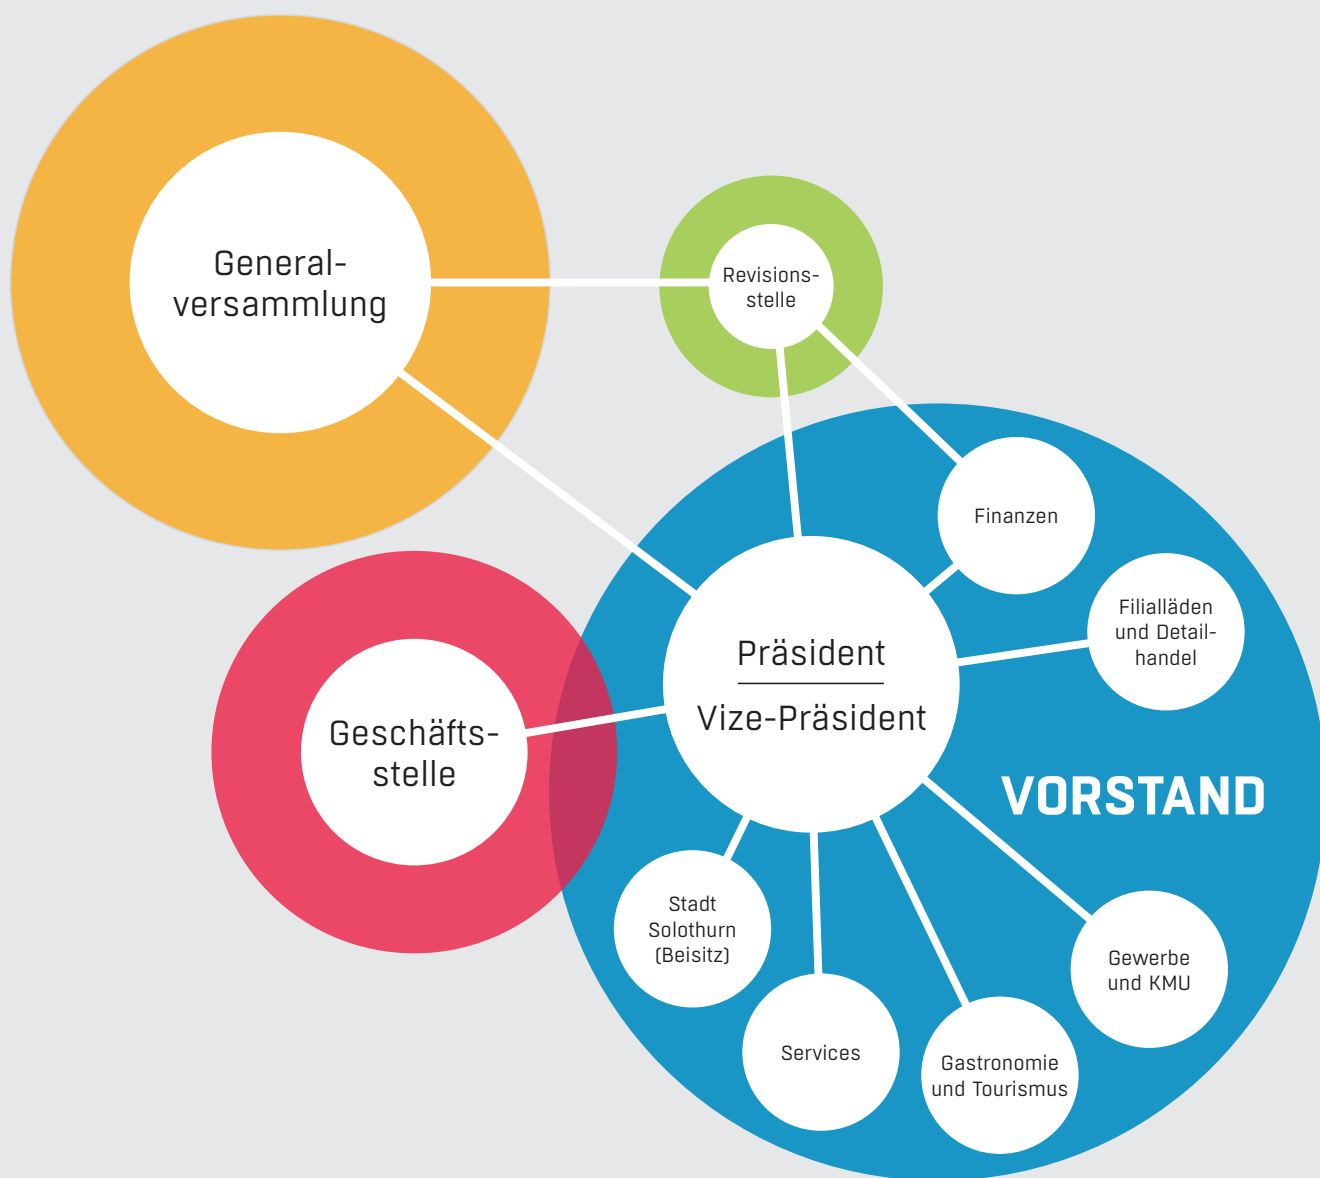 General-
versammlung
Revisions-
stelle
Finanzen
Filialläden
und Detail-
handel
Präsident
Vize-Präsident
Geschäfts-
stelle
VORSTAND
Stadt
Solothurn
(Beisitz)
Services
Gastronomie
und Tourismus
Gewerbe
und KMU